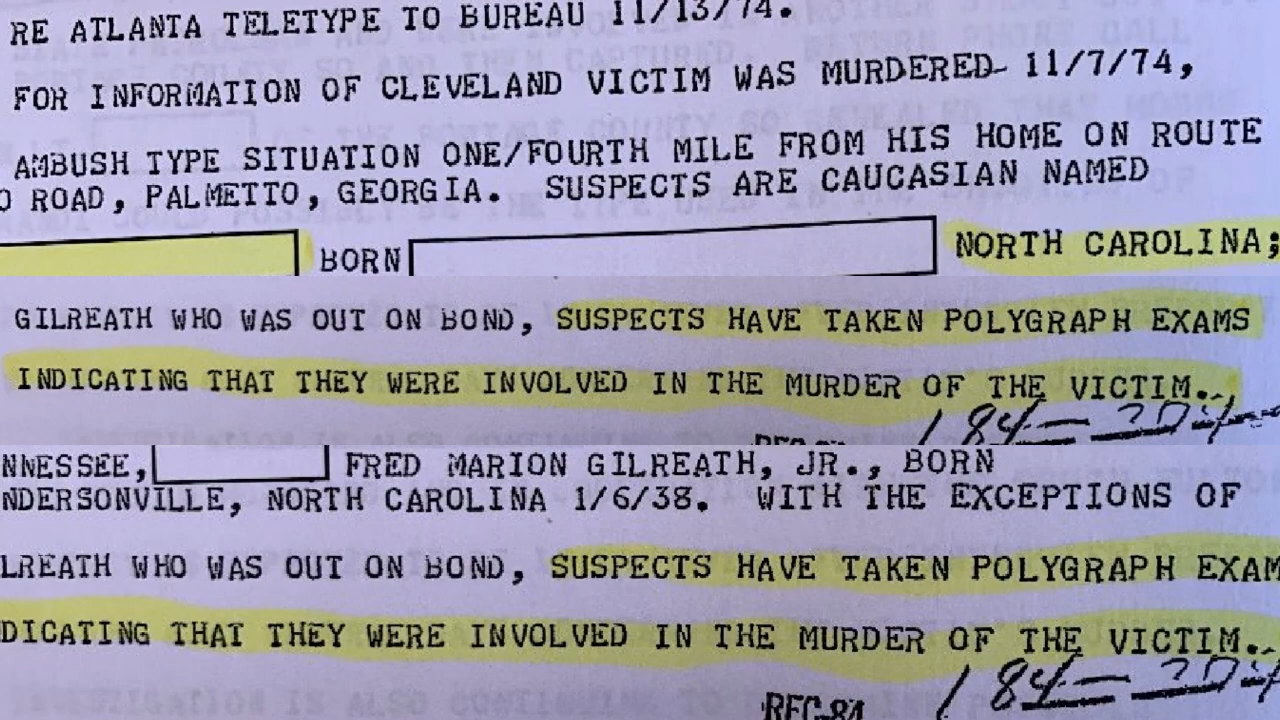 RE ATLANTA TELETYPE TO BUREAU 11/13/74.
FOR INFORMATION OF CLEVELAND VICTIM WAS MURDERED 11/7/74,
AMBUSH TYPE SITUATION ONE/FOURTH MILE FROM HIS HOME ON ROUTE
O ROAD, PALMETTO, GEORGIA. SUSPECTS ARE CAUCASIAN NAMED
BORN NORTH CAROLINA;
GILREATH WHO WAS OUT ON BOND, SUSPECTS HAVE TAKEN POLYGRAPH EXAMS
INDICATING THAT THEY WERE INVOLVED IN THE MURDER OF THE VICTIM.
NNESSEE, FRED MARION GILREATH, JR., BORN
NDERSONVILLE, NORTH CAROLINA 1/6/38. WITH THE EXCEPTIONS OF
LREATH WHO WAS OUT ON BOND, SUSPECTS HAVE TAKEN POLYGRAPH EXAM
DICATING THAT THEY WERE INVOLVED IN THE MURDER OF THE VICTIM.
REC-84